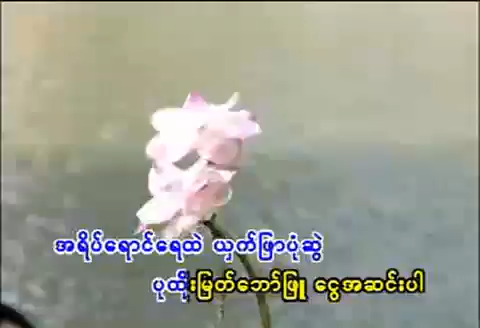 အရိပ်ရောင်ရေထဲ ယှက်ဖြာပုံဆွဲ
ပုထိုးမြတ်ဘော်ဖြူ ငွေအဆင်းပါ